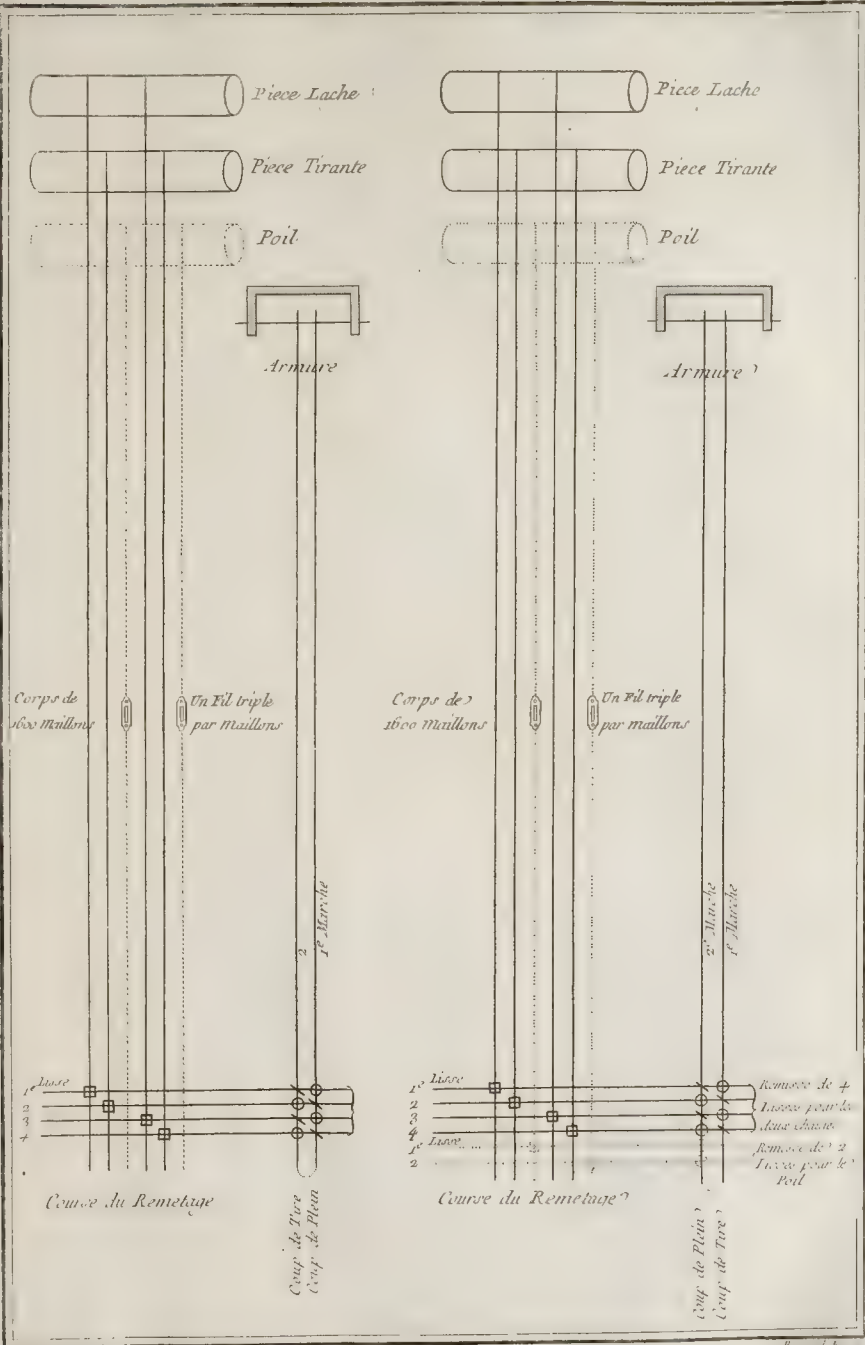 Piece Lache
Piece Tirante
Poil
Armure
Corps de
1600 Maillons
Un Fil triple
par maillons
2
1e Marche
1e Lisse
2
3
4
Course du Remetage
Coup de Tire
Coup de Plein
Piece Lache
Piece Tirante
Poil
Armure
Corps de
1600 Maillons
Un Fil triple
par maillons
2e Marche
1e Marche
1e Lisse
2
3
4
1e Lisse
2
Remisse de 4
Lisses pour les
deux chaines
Remisse de 2
Lisses pour le
Poil
Course du Remetage
Coup de Plein
Coup de Tire